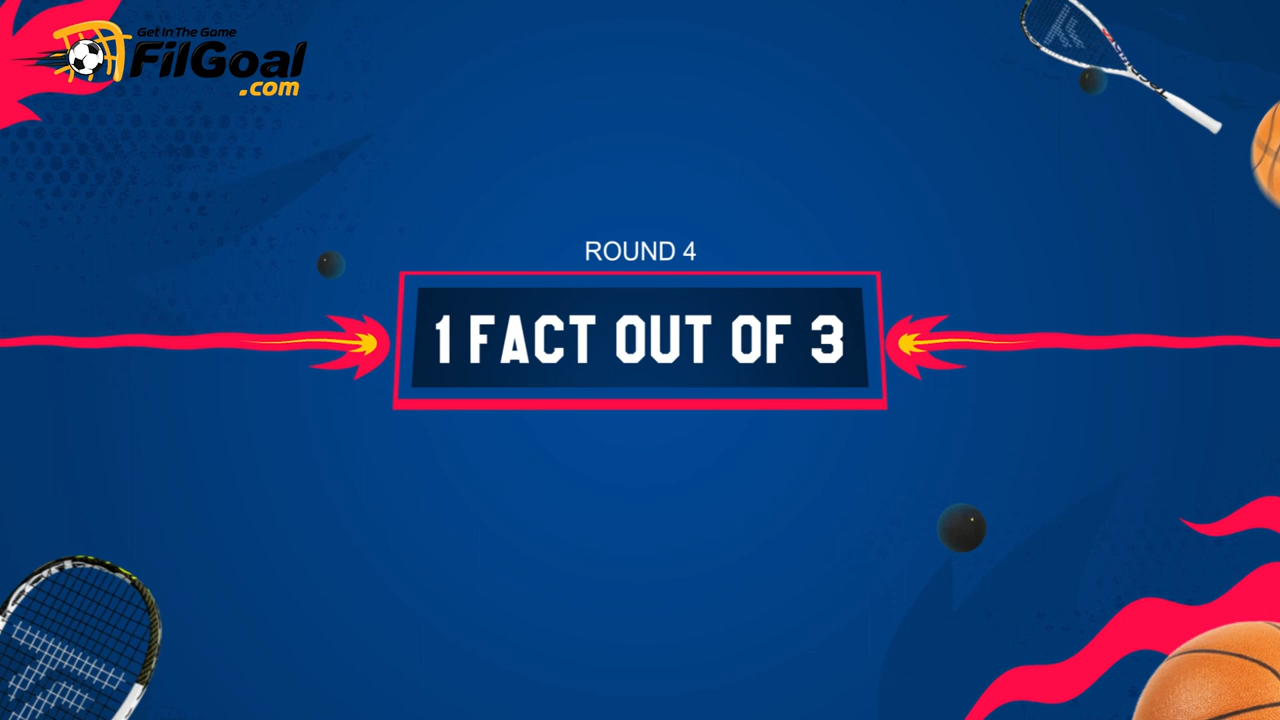 Get In The Game
FilGoal
.com
ROUND 4
1 FACT OUT OF 3